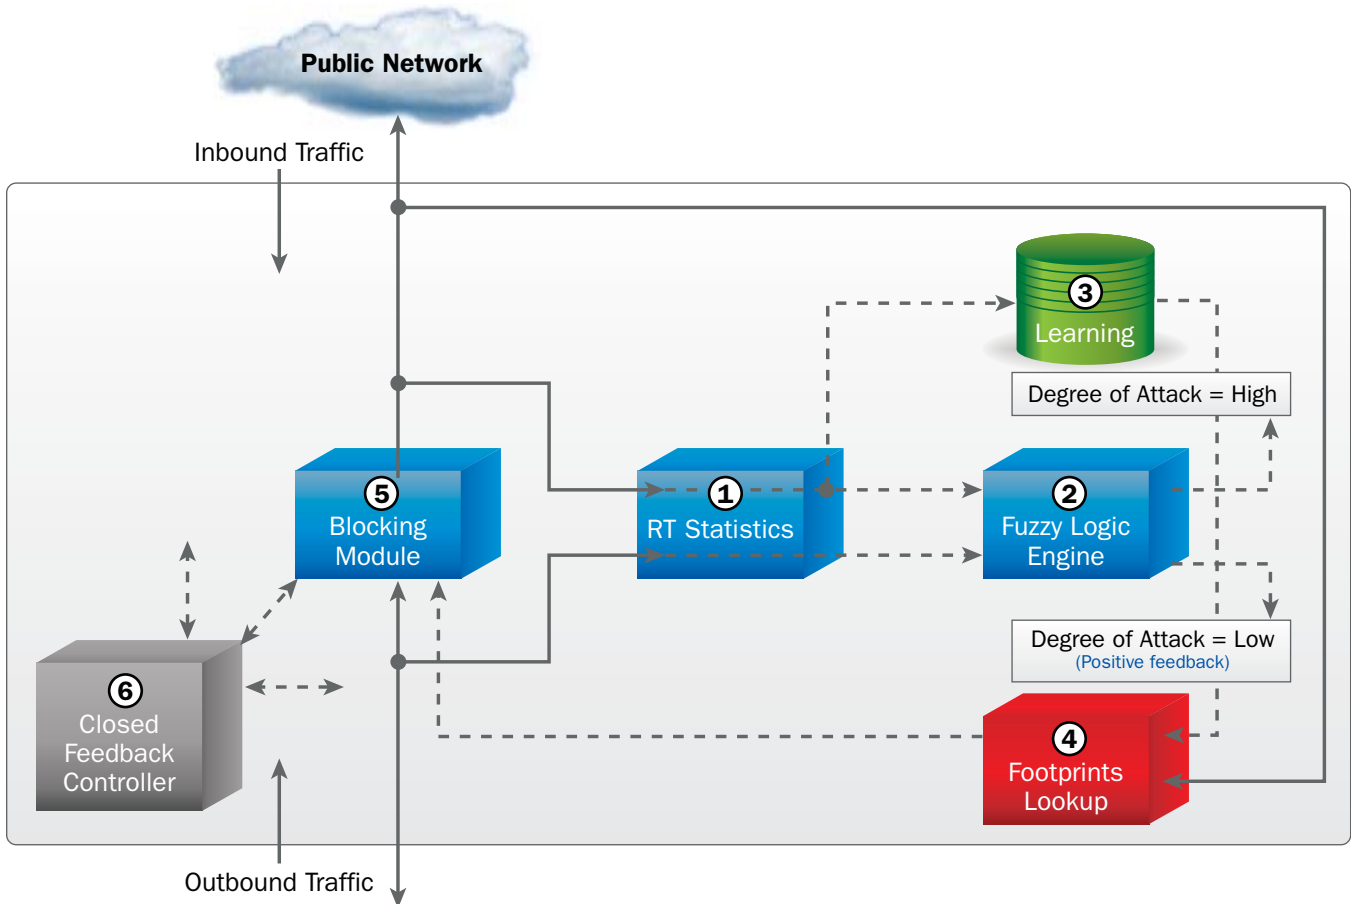 Public Network
Inbound Traffic
3
Learning
Degree of Attack = High
5
Blocking
Module
1
RT Statistics
2
Fuzzy Logic
Engine
Degree of Attack = Low
(Positive feedback)
6
Closed
Feedback
Controller
4
Footprints
Lookup
Outbound Traffic